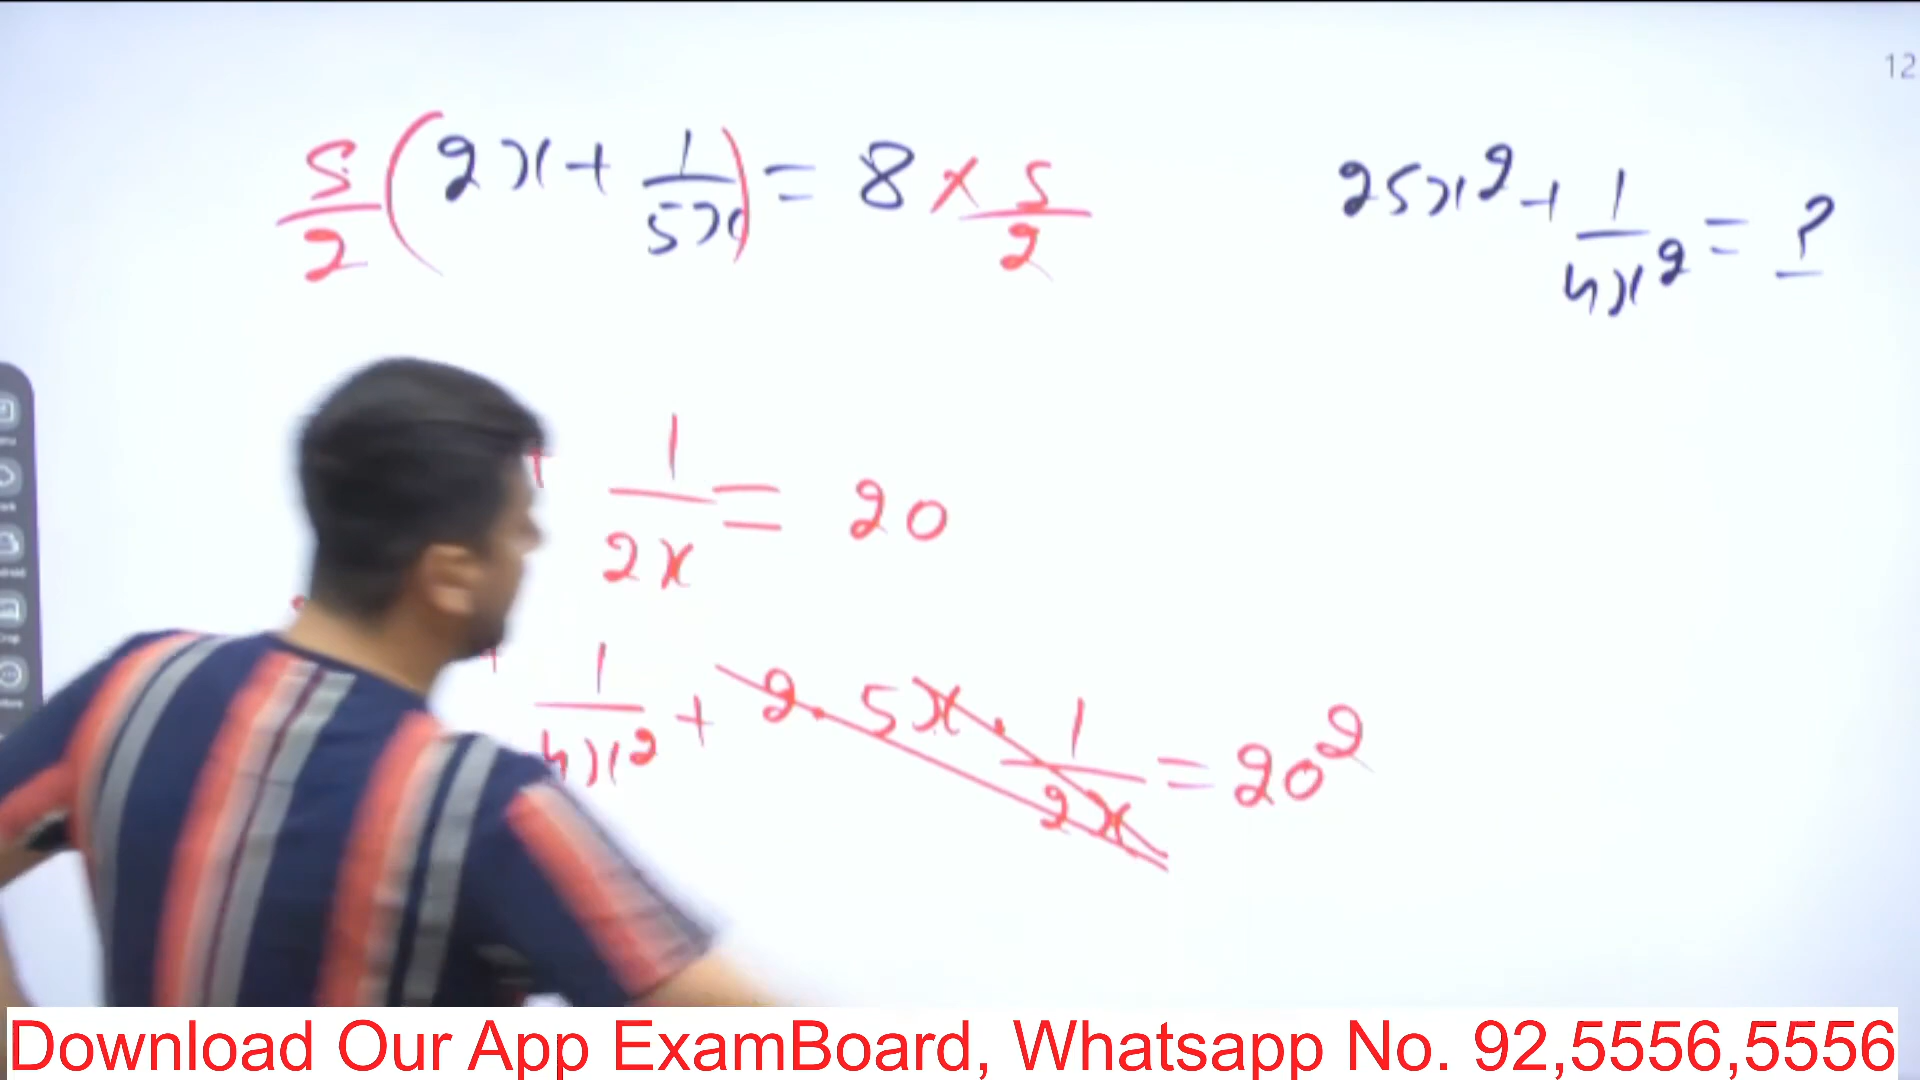 12
5/2 (2x + 1/5x) = 8 × 5/2
25x² + 1/4x² = ?
+ 1/2x = 20
+ 1/4x² + 2 · 5x · 1/2x = 20²
Download Our App ExamBoard, Whatsapp No. 92,5556,5556